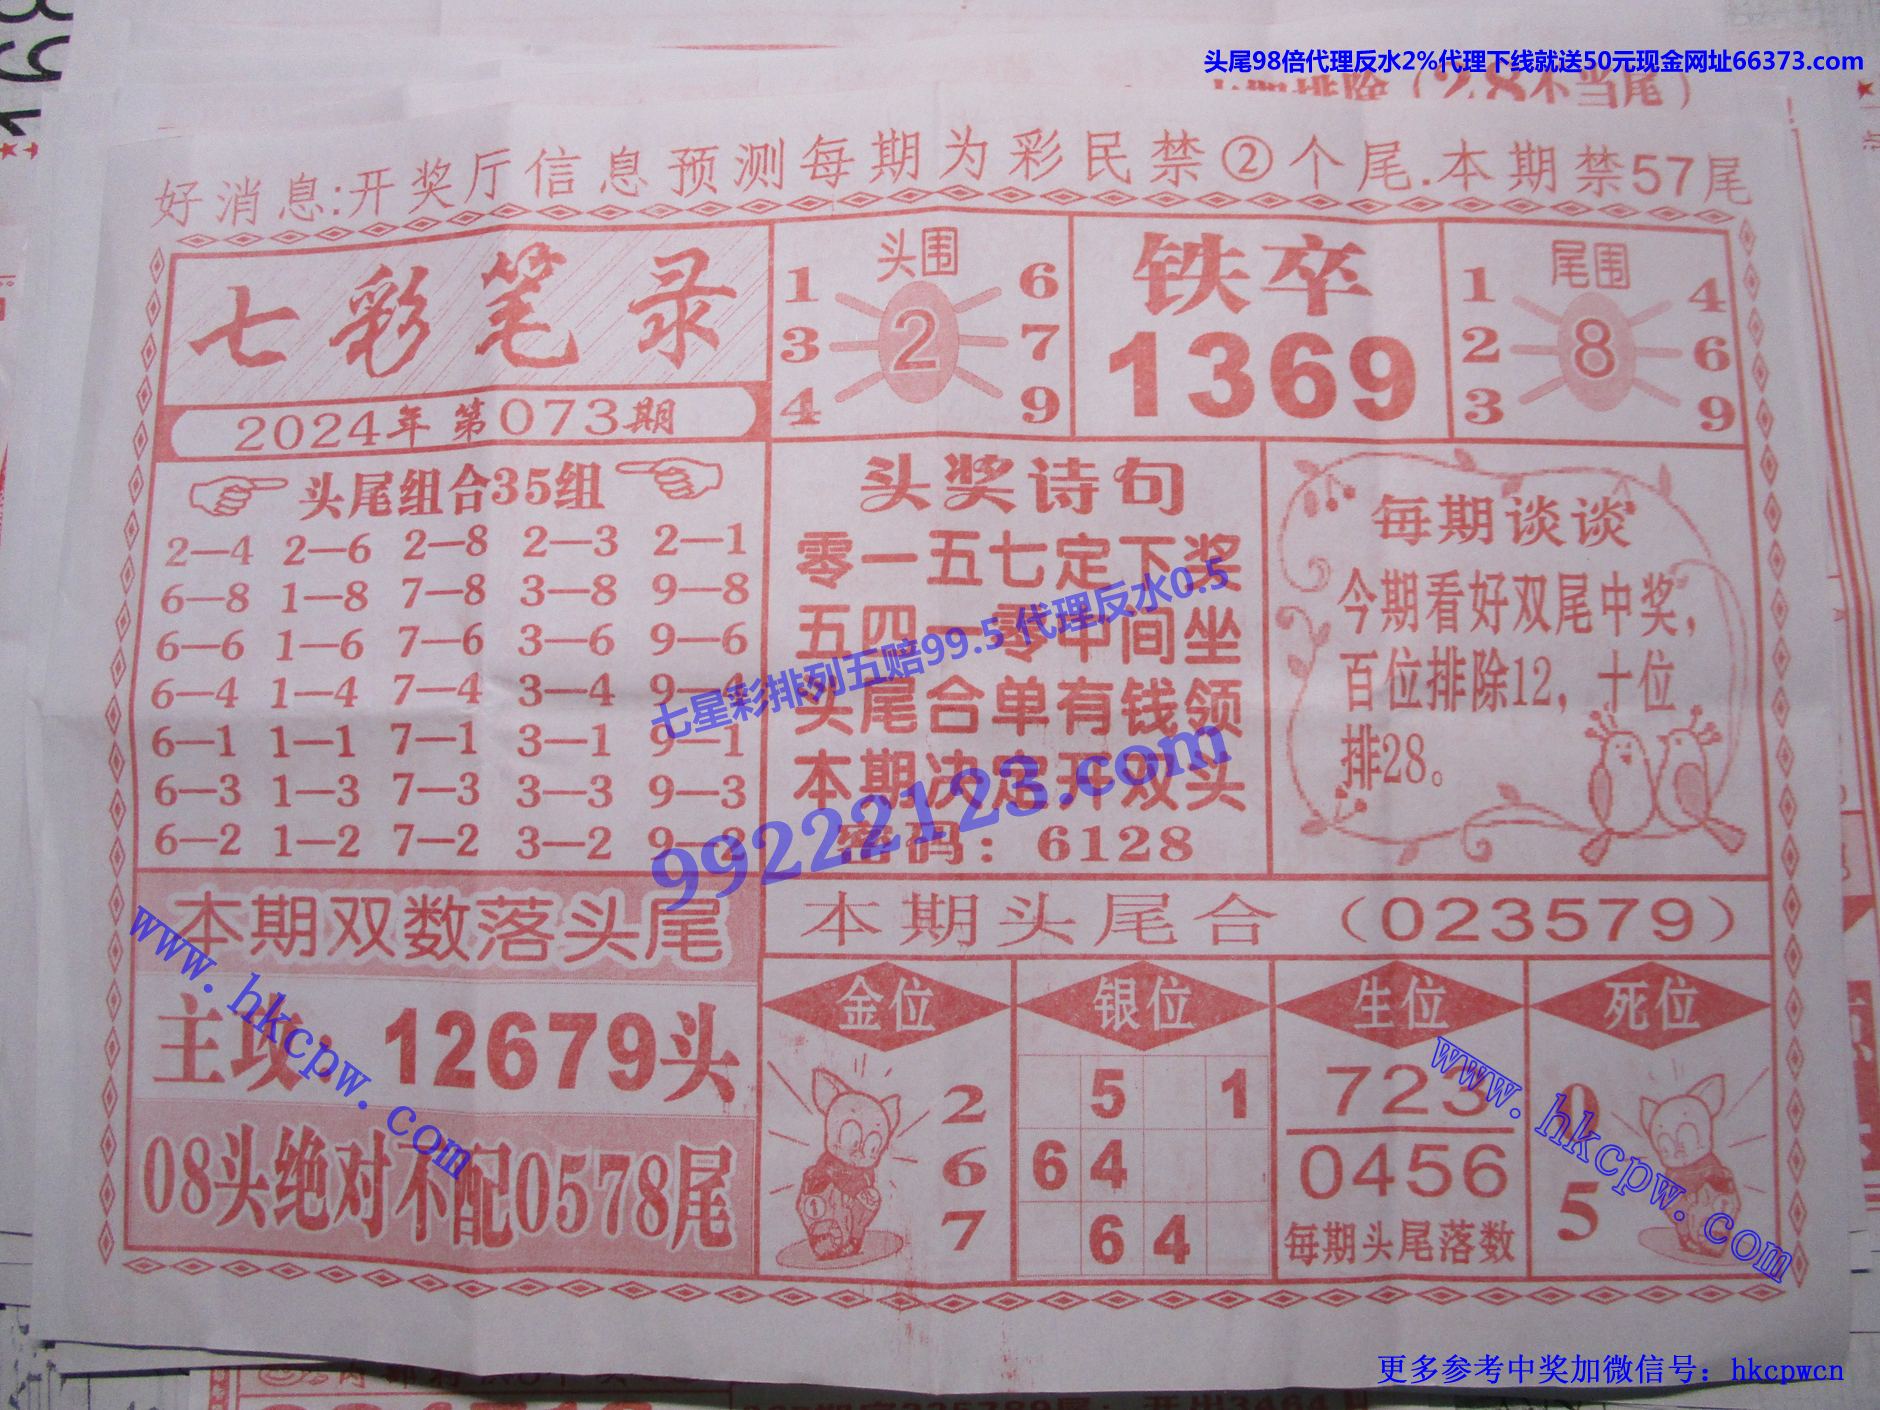 头尾98倍代理反水2%代理下线就送50元现金网址66373.com
好消息:开奖厅信息预测每期为彩民禁②个尾.本期禁57尾
七彩笔录
2024年第073期
头围
1 6
3 2 7
4 9
铁卒
1369
尾围
1 4
2 8 6
3 9
头尾组合35组
2—4 2—6 2—8 2—3 2—1
6—8 1—8 7—8 3—8 9—8
6—6 1—6 7—6 3—6 9—6
6—4 1—4 7—4 3—4 9—4
6—1 1—1 7—1 3—1 9—1
6—3 1—3 7—3 3—3 9—3
6—2 1—2 7—2 3—2 9—2
头奖诗句
零一五七定下奖
五四一零中间坐
头尾合单有钱领
本期决定开双头
密码：6128
每期谈谈
今期看好双尾中奖，
百位排除12，十位
排28。
七星彩排列五赔99.5 代理反水0.5
99222123.com
本期双数落头尾
主攻：12679头
08头绝对不配0578尾
本期头尾合（023579）
金位
2
6
7
银位
5 1
6 4
6 4
生位
723
0456
每期头尾落数
死位
0
5
www.hkcpw.com
www.hkcpw.com
更多参考中奖加微信号：hkcpwcn